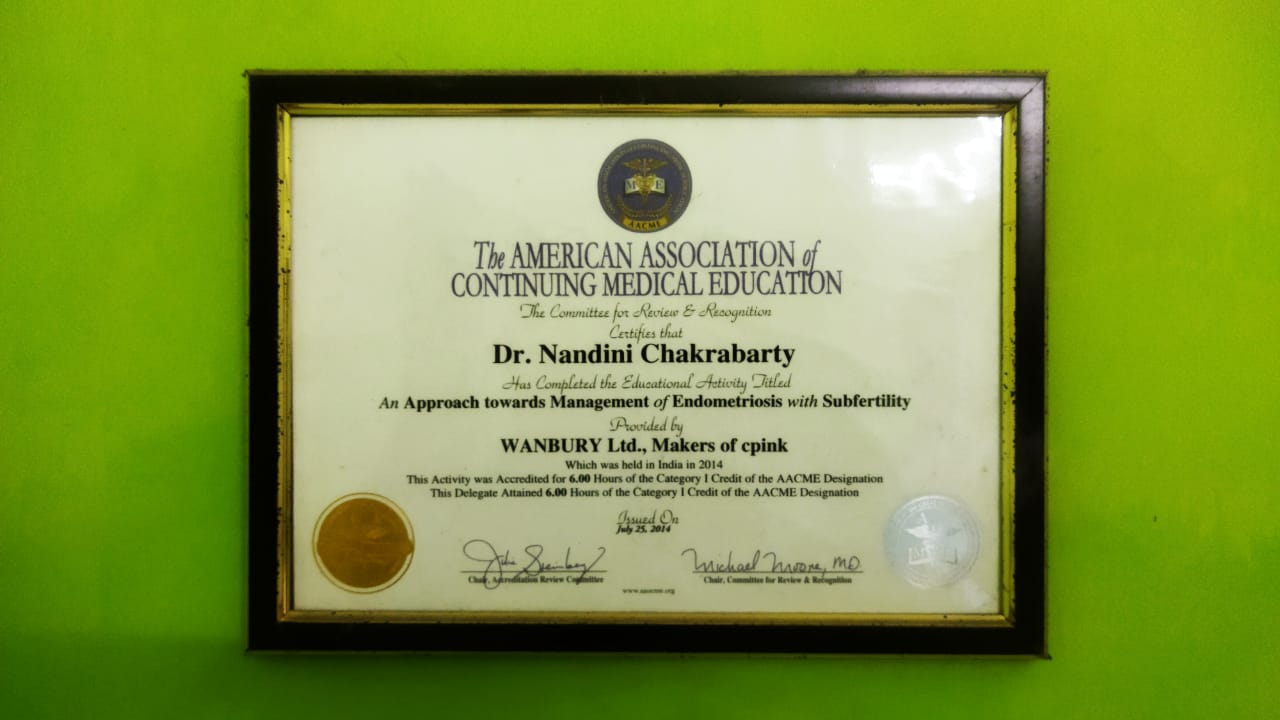 M E
AACME
The AMERICAN ASSOCIATION of
CONTINUING MEDICAL EDUCATION
The Committee for Review & Recognition
Certifies that
Dr. Nandini Chakrabarty
Has Completed the Educational Activity Titled
An Approach towards Management of Endometriosis with Subfertility
Provided by
WANBURY Ltd., Makers of cpink
Which was held in India in 2014
This Activity was Accredited for 6.00 Hours of the Category I Credit of the AACME Designation
This Delegate Attained 6.00 Hours of the Category I Credit of the AACME Designation
Issued On
July 25, 2014
Michael Moore, MD
Chair, Accreditation Review Committee
Chair, Committee for Review & Recognition
www.aacme.org